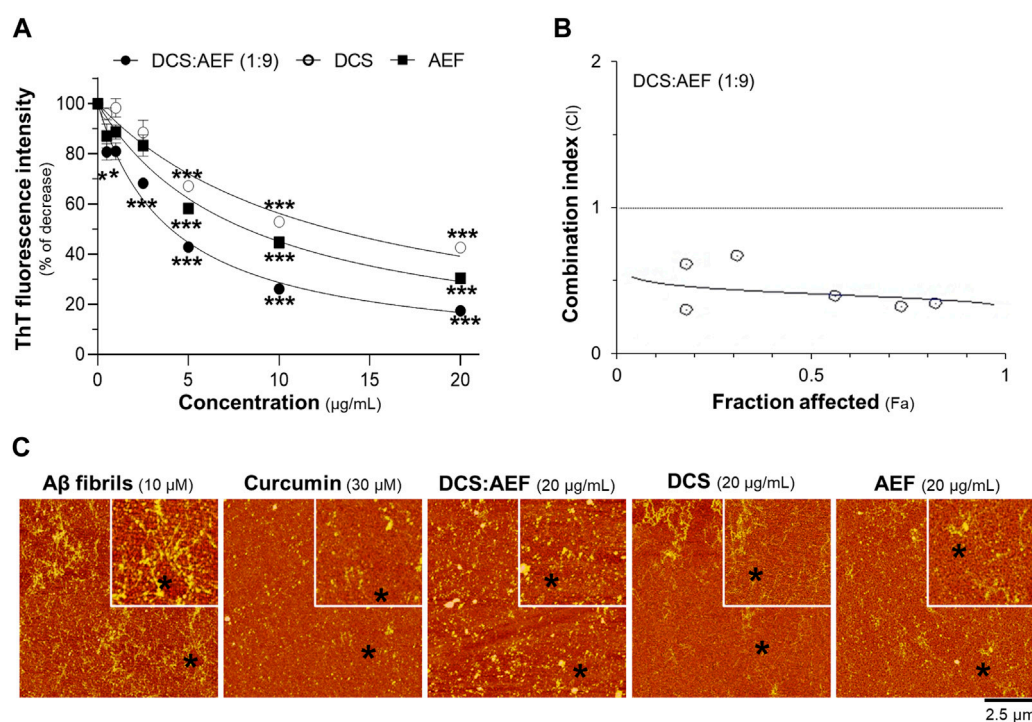 A
DCS:AEF (1:9) DCS AEF
ThT fluorescence intensity
(% of decrease)
100
80
60
40
20
0
** *** *** *** ***
*** *** ***
*** *** ***
0 5 10 15 20
Concentration (µg/mL)
B
DCS:AEF (1:9)
Combination index (CI)
2
1
0
0 0.5 1
Fraction affected (Fa)
C
Aβ fibrils (10 µM) Curcumin (30 µM) DCS:AEF (20 µg/mL) DCS (20 µg/mL) AEF (20 µg/mL)
* * * * *
* * * * *
2.5 µm